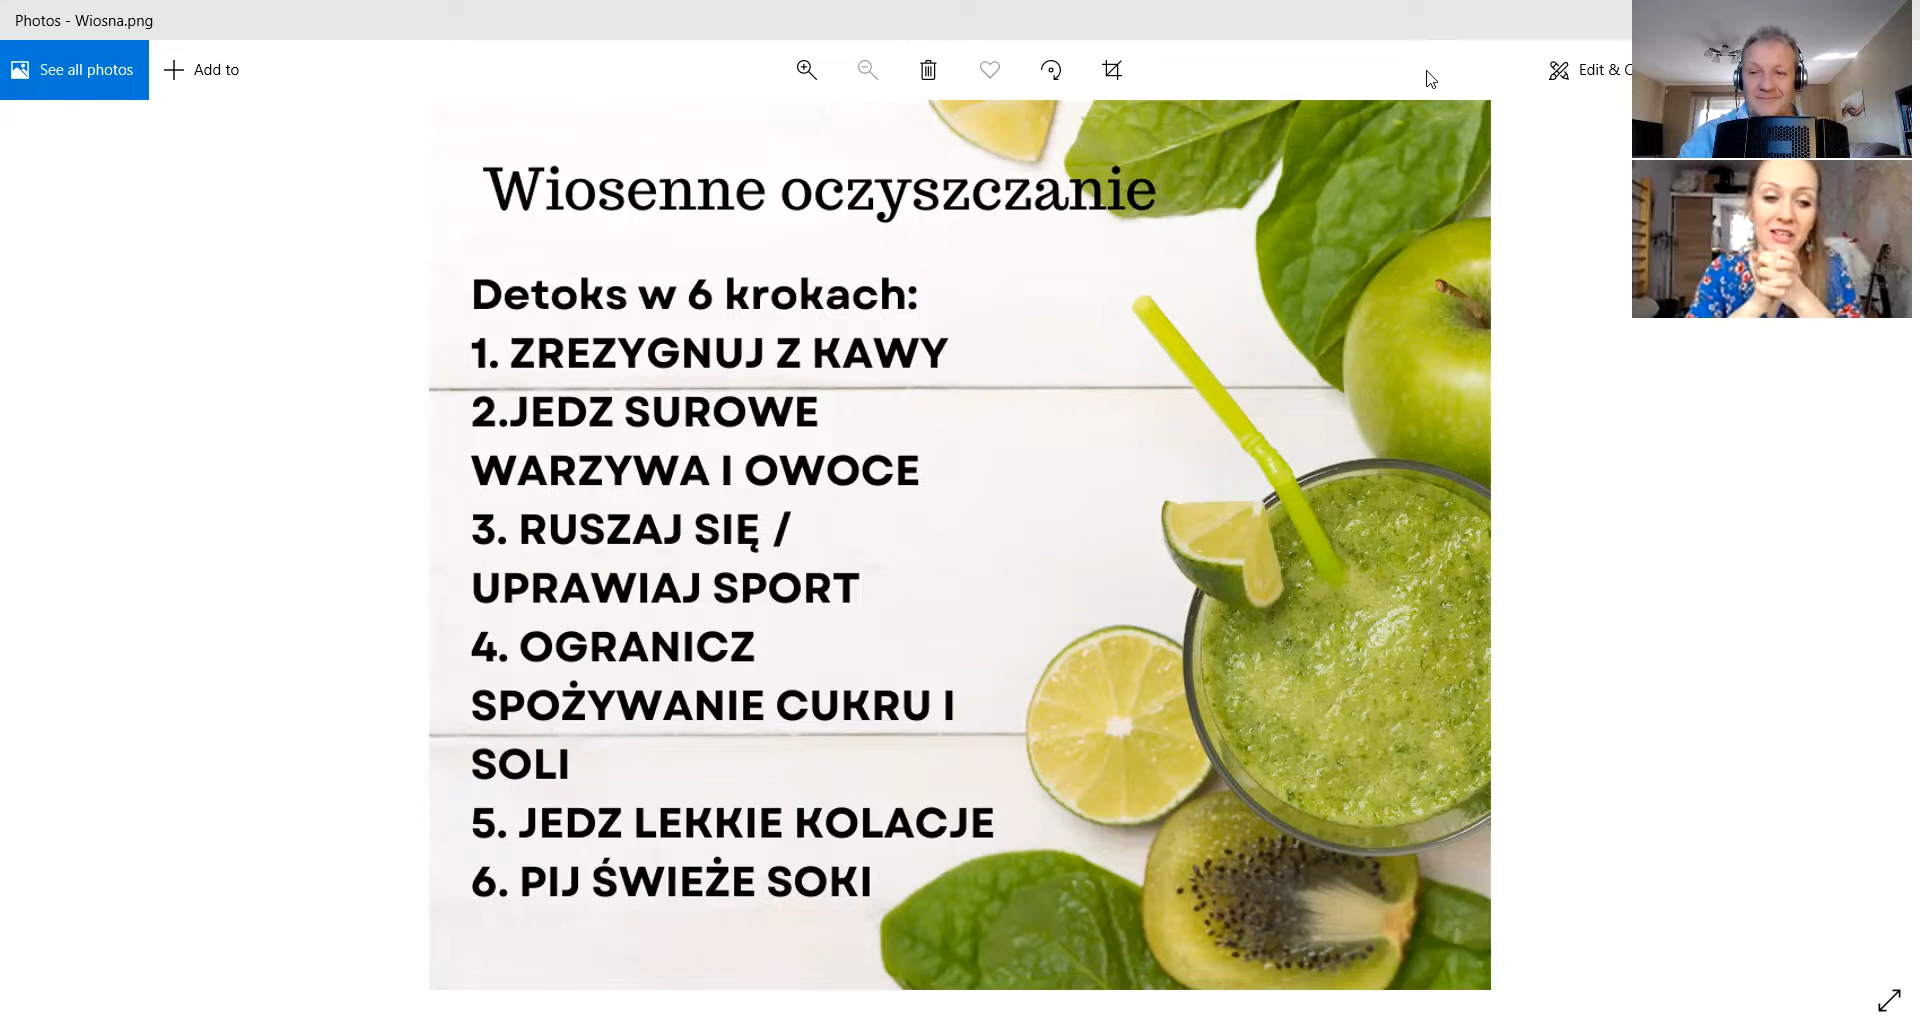 Photos - Wiosna.png
See all photos
Add to
Edit & C
Wiosenne oczyszczanie
Detoks w 6 krokach:
1. ZREZYGNUJ Z KAWY
2.JEDZ SUROWE
WARZYWA I OWOCE
3. RUSZAJ SIĘ /
UPRAWIAJ SPORT
4. OGRANICZ
SPOŻYWANIE CUKRU I
SOLI
5. JEDZ LEKKIE KOLACJE
6. PIJ ŚWIEŻE SOKI